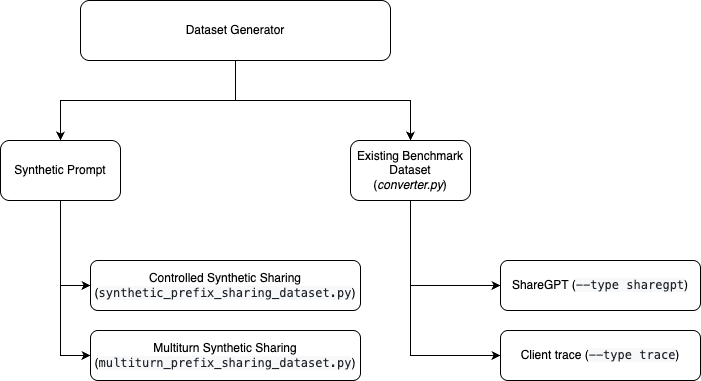 Dataset Generator
Synthetic Prompt
Existing Benchmark
Dataset
(converter.py)
Controlled Synthetic Sharing
(synthetic_prefix_sharing_dataset.py)
Multiturn Synthetic Sharing
(multiturn_prefix_sharing_dataset.py)
ShareGPT (--type sharegpt)
Client trace (--type trace)